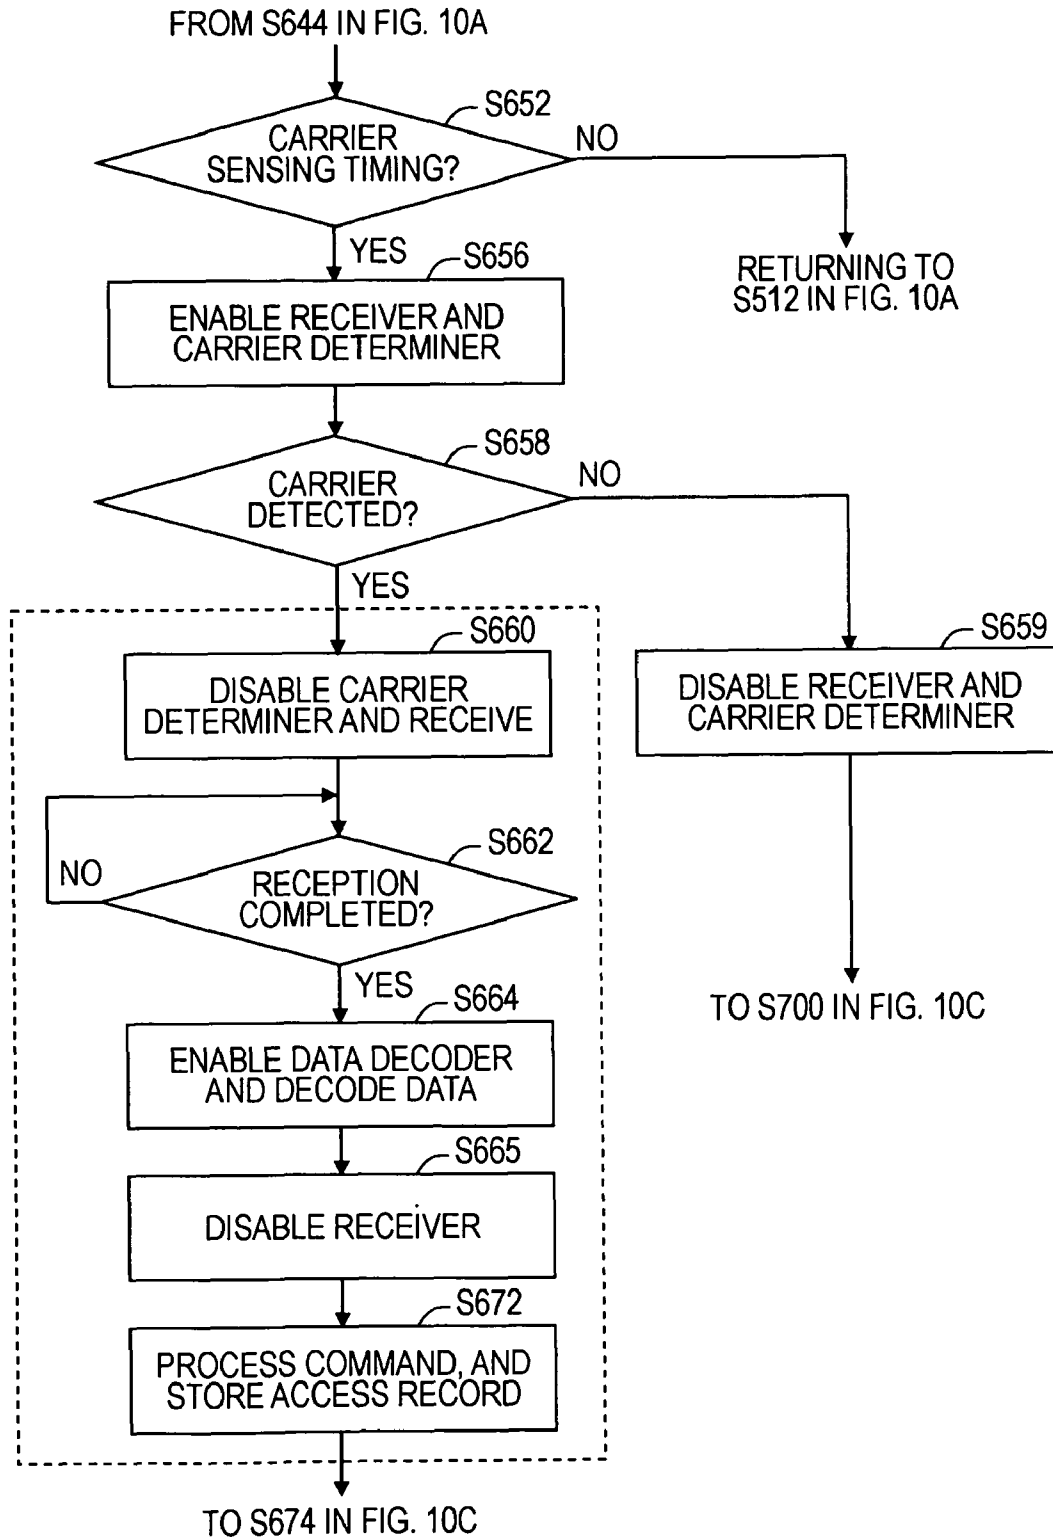 FROM S644 IN FIG. 10A
S652
CARRIER
SENSING TIMING?
NO
YES
RETURNING TO
S512 IN FIG. 10A
S656
ENABLE RECEIVER AND
CARRIER DETERMINER
S658
CARRIER
DETECTED?
NO
YES
S660
DISABLE CARRIER
DETERMINER AND RECEIVE
S659
DISABLE RECEIVER AND
CARRIER DETERMINER
S662
RECEPTION
COMPLETED?
NO
YES
TO S700 IN FIG. 10C
S664
ENABLE DATA DECODER
AND DECODE DATA
S665
DISABLE RECEIVER
S672
PROCESS COMMAND, AND
STORE ACCESS RECORD
TO S674 IN FIG. 10C